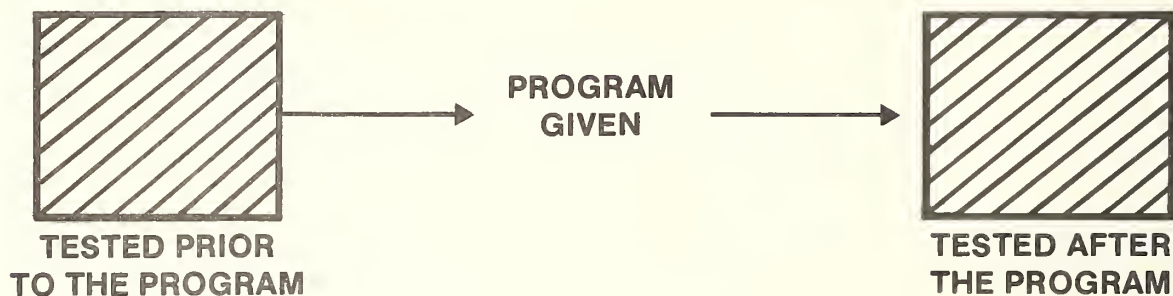 TESTED PRIOR
TO THE PROGRAM
PROGRAM
GIVEN
TESTED AFTER
THE PROGRAM